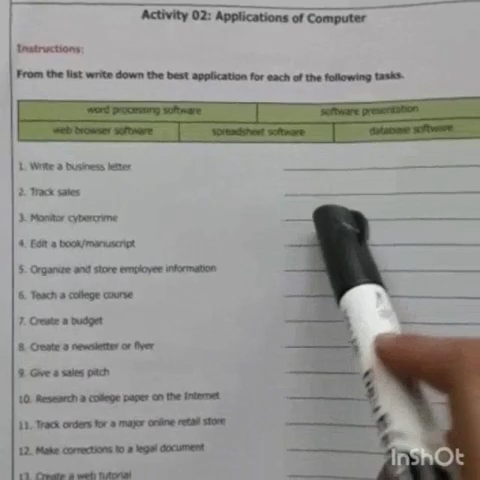 Activity 02: Applications of Computer
Instructions:
From the list write down the best application for each of the following tasks.
word processing software software presentation
web browser software spreadsheet software database software
1. Write a business letter
2. Track sales
3. Monitor cybercrime
4. Edit a book/manuscript
5. Organize and store employee information
6. Teach a college course
7. Create a budget
8. Create a newsletter or flyer
9. Give a sales pitch
10. Research a college paper on the Internet
11. Track orders for a major online retail store
12. Make corrections to a legal document
13. Create a web tutorial
InShOt